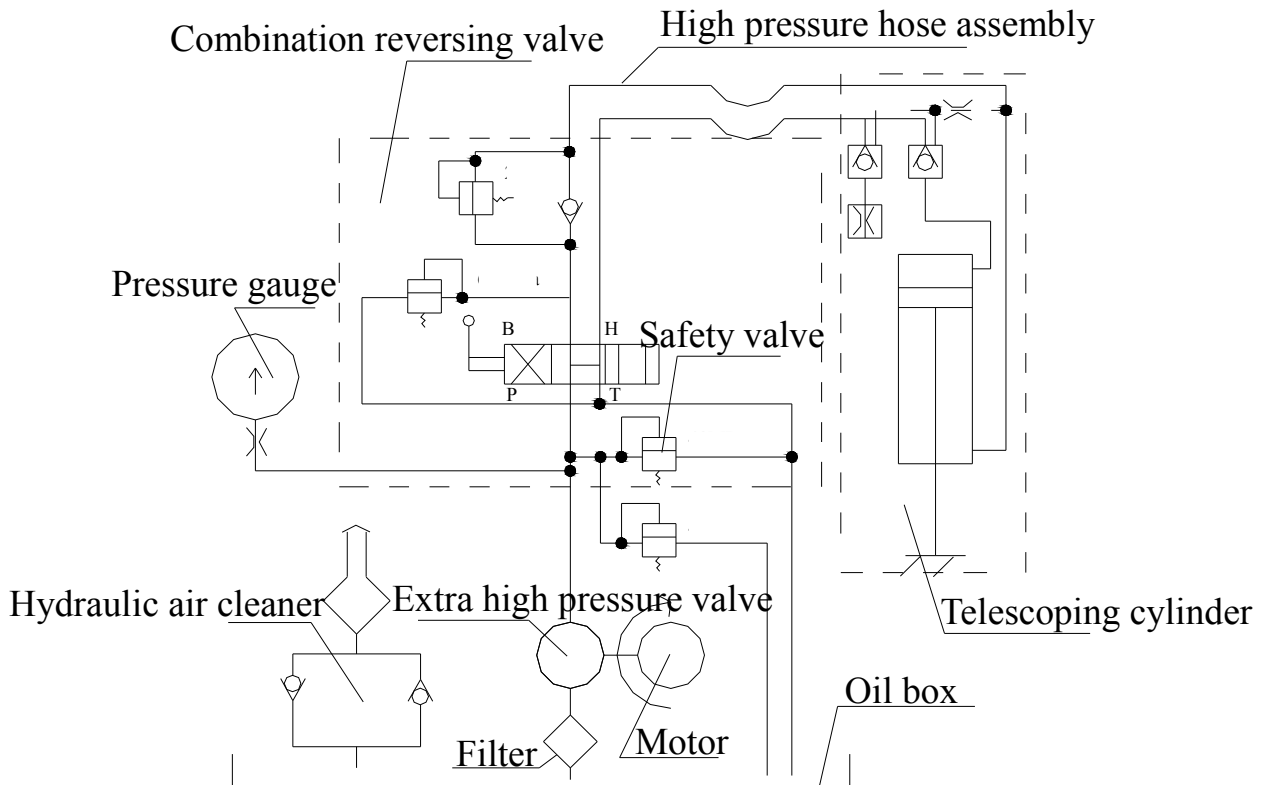 High pressure hose assembly
Combination reversing valve
Pressure gauge
B
H
Safety valve
P
T
Hydraulic air cleaner
Extra high pressure valve
Telescoping cylinder
Oil box
Filter
Motor